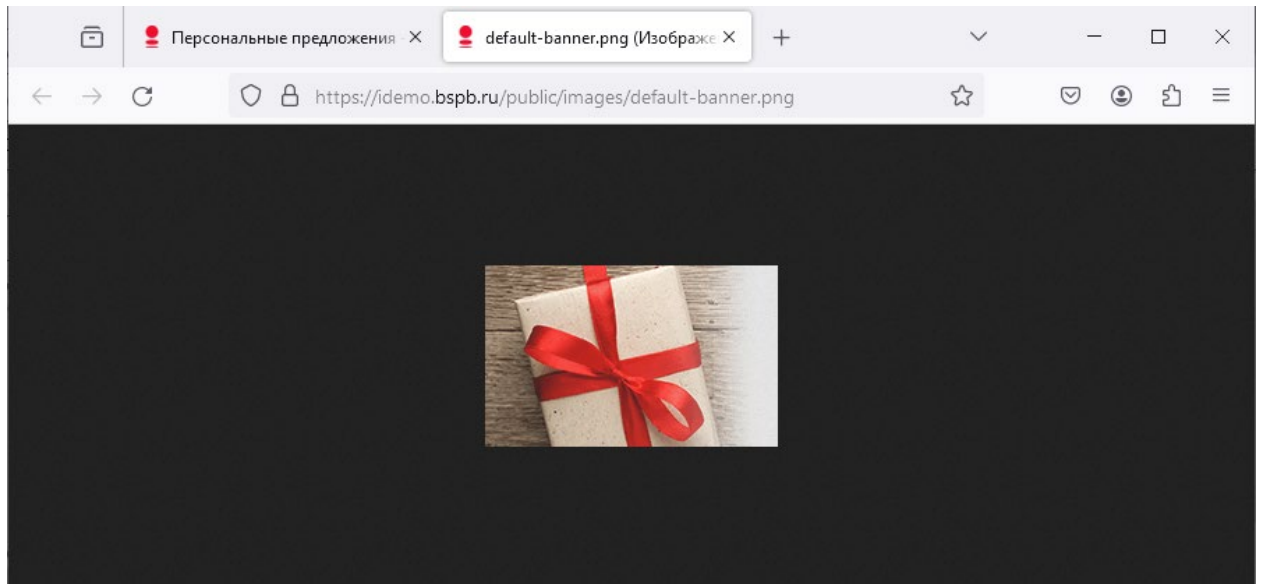 Персональные предложения -
default-banner.png (Изображе
https://idemo.bspb.ru/public/images/default-banner.png